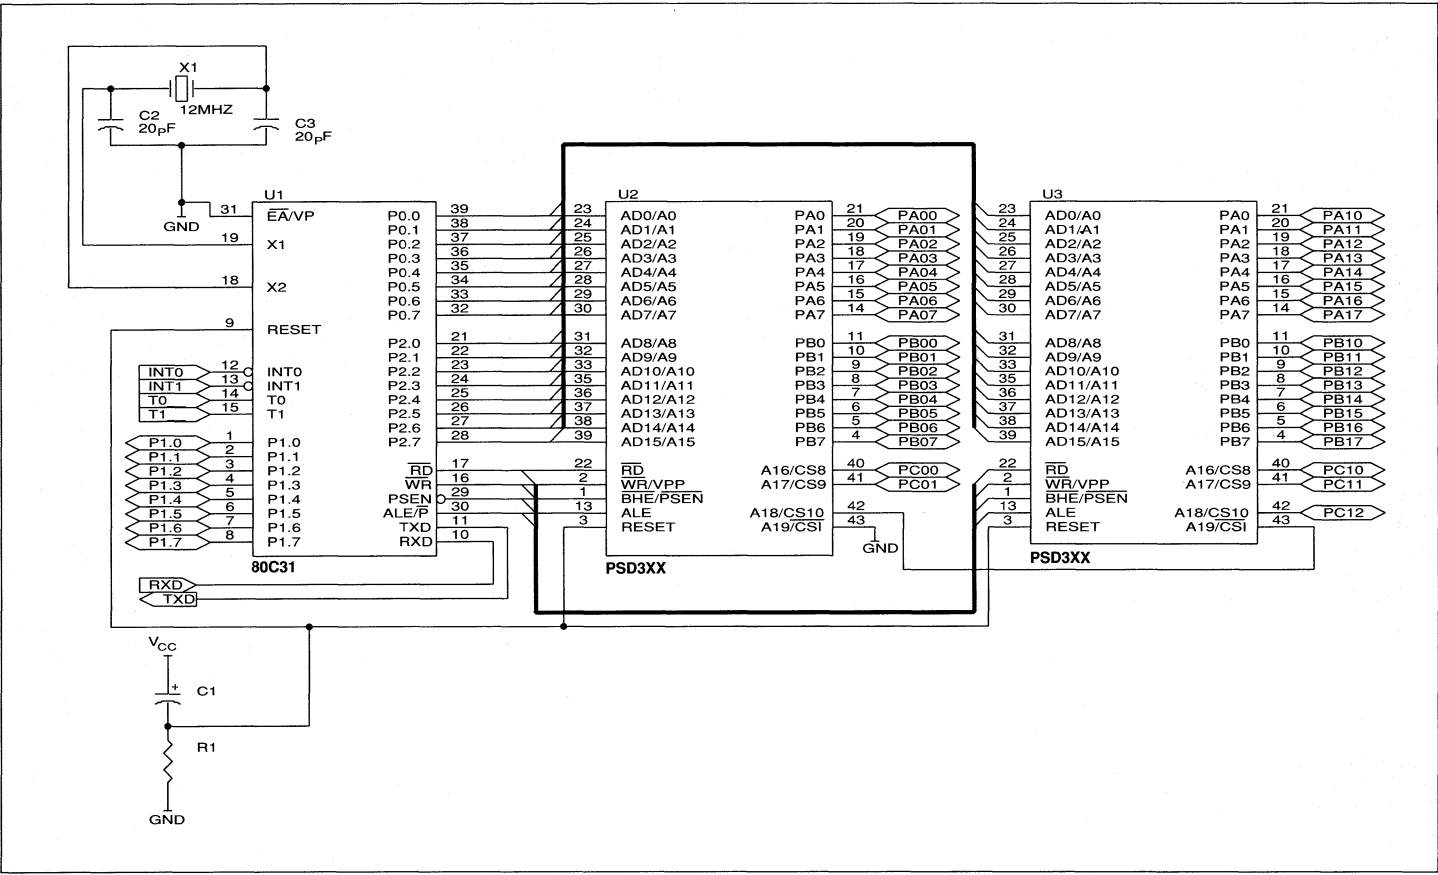 X1
12MHZ
C2
20pF
C3
20pF
GND
U1
31 EA/VP
19 X1
18 X2
9 RESET
INT0 12 INT0
INT1 13 INT1
T0 14 T0
T1 15 T1
P1.0 1 P1.0
P1.1 2 P1.1
P1.2 3 P1.2
P1.3 4 P1.3
P1.4 5 P1.4
P1.5 6 P1.5
P1.6 7 P1.6
P1.7 8 P1.7
P0.0 39
P0.1 38
P0.2 37
P0.3 36
P0.4 35
P0.5 34
P0.6 33
P0.7 32
P2.0 21
P2.1 22
P2.2 23
P2.3 24
P2.4 25
P2.5 26
P2.6 27
P2.7 28
RD 17
WR 16
PSEN 29
ALE/P 30
TXD 11
RXD 10
80C31
RXD
TXD
U2
23 AD0/A0
24 AD1/A1
25 AD2/A2
26 AD3/A3
27 AD4/A4
28 AD5/A5
29 AD6/A6
30 AD7/A7
31 AD8/A8
32 AD9/A9
33 AD10/A10
35 AD11/A11
36 AD12/A12
37 AD13/A13
38 AD14/A14
39 AD15/A15
22 RD
2 WR/VPP
1 BHE/PSEN
13 ALE
3 RESET
PA0 21 PA00
PA1 20 PA01
PA2 19 PA02
PA3 18 PA03
PA4 17 PA04
PA5 16 PA05
PA6 15 PA06
PA7 14 PA07
PB0 11 PB00
PB1 10 PB01
PB2 9 PB02
PB3 8 PB03
PB4 7 PB04
PB5 6 PB05
PB6 5 PB06
PB7 4 PB07
A16/CS8 40 PC00
A17/CS9 41 PC01
A18/CS10 42
A19/CSI 43
GND
PSD3XX
U3
23 AD0/A0
24 AD1/A1
25 AD2/A2
26 AD3/A3
27 AD4/A4
28 AD5/A5
29 AD6/A6
30 AD7/A7
31 AD8/A8
32 AD9/A9
33 AD10/A10
35 AD11/A11
36 AD12/A12
37 AD13/A13
38 AD14/A14
39 AD15/A15
22 RD
2 WR/VPP
1 BHE/PSEN
13 ALE
3 RESET
PA0 21 PA10
PA1 20 PA11
PA2 19 PA12
PA3 18 PA13
PA4 17 PA14
PA5 16 PA15
PA6 15 PA16
PA7 14 PA17
PB0 11 PB10
PB1 10 PB11
PB2 9 PB12
PB3 8 PB13
PB4 7 PB14
PB5 6 PB15
PB6 5 PB16
PB7 4 PB17
A16/CS8 40 PC10
A17/CS9 41 PC11
A18/CS10 42 PC12
A19/CSI 43
PSD3XX
VCC
+ C1
R1
GND